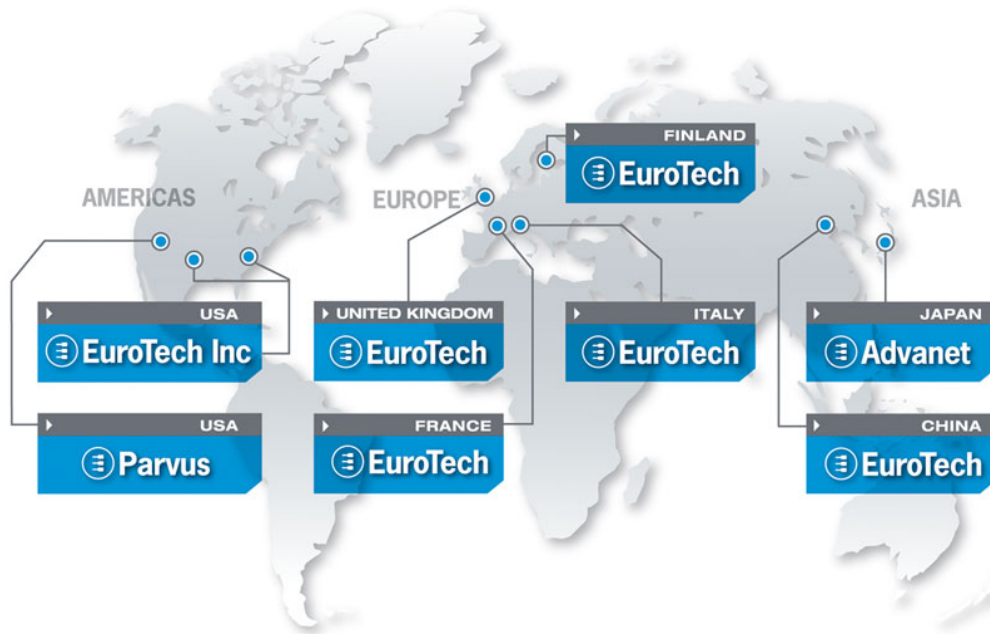 AMERICAS
EUROPE
ASIA
FINLAND
EuroTech
USA
EuroTech Inc
UNITED KINGDOM
EuroTech
ITALY
EuroTech
JAPAN
Advanet
USA
Parvus
FRANCE
EuroTech
CHINA
EuroTech